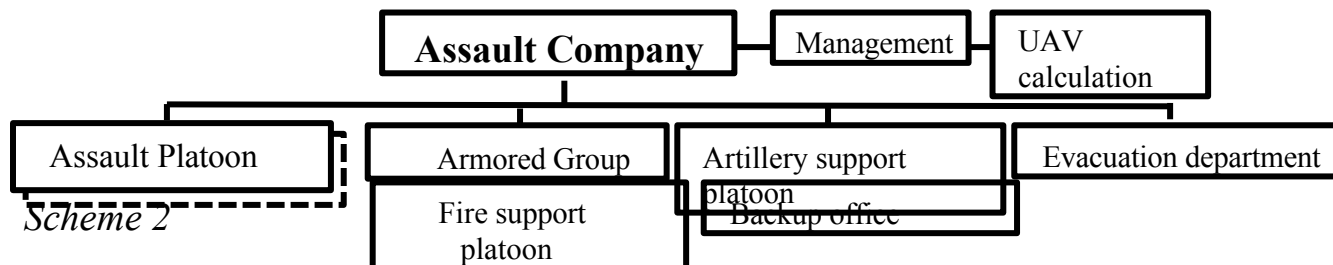 Assault Company
Management
UAV
calculation
Assault Platoon
Armored Group
Artillery support
platoon
Evacuation department
Scheme 2
Fire support
platoon
Backup office